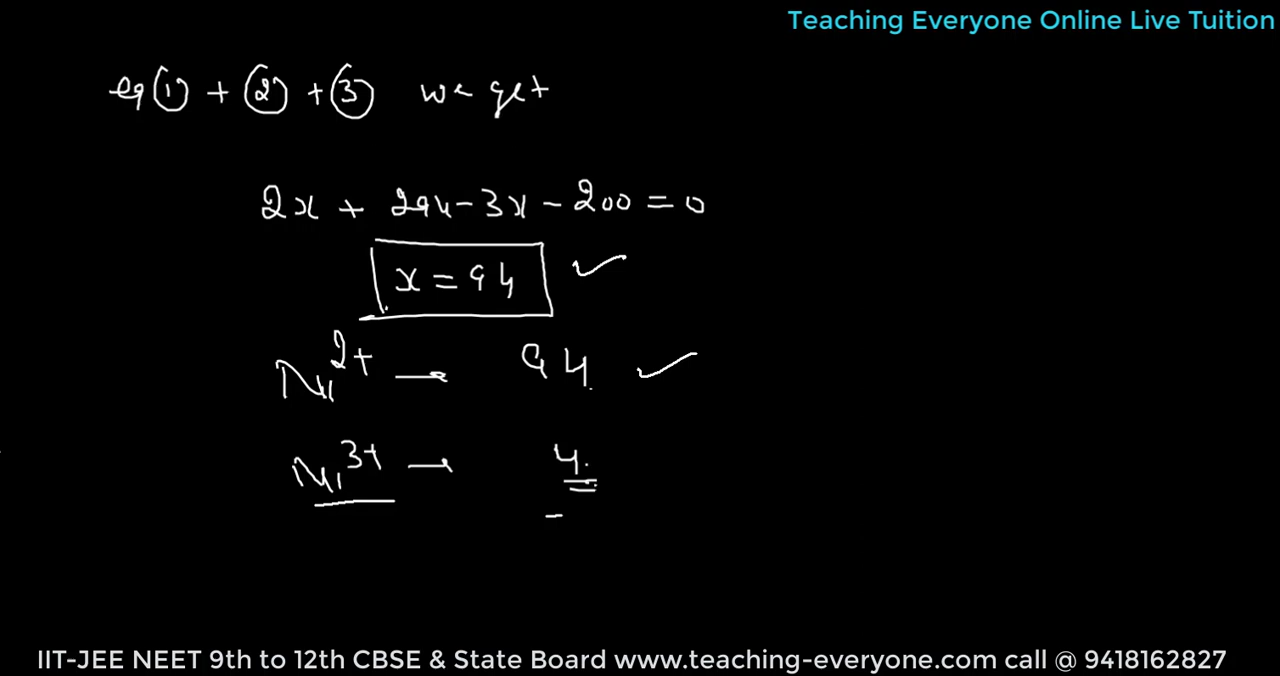 Teaching Everyone Online Live Tuition
eq ① + ② + ③ we get
2x + 294 - 3x - 200 = 0
x = 94
Ni²⁺ → 94.
Ni³⁺ → 4.
IIT-JEE NEET 9th to 12th CBSE & State Board www.teaching-everyone.com call @ 9418162827